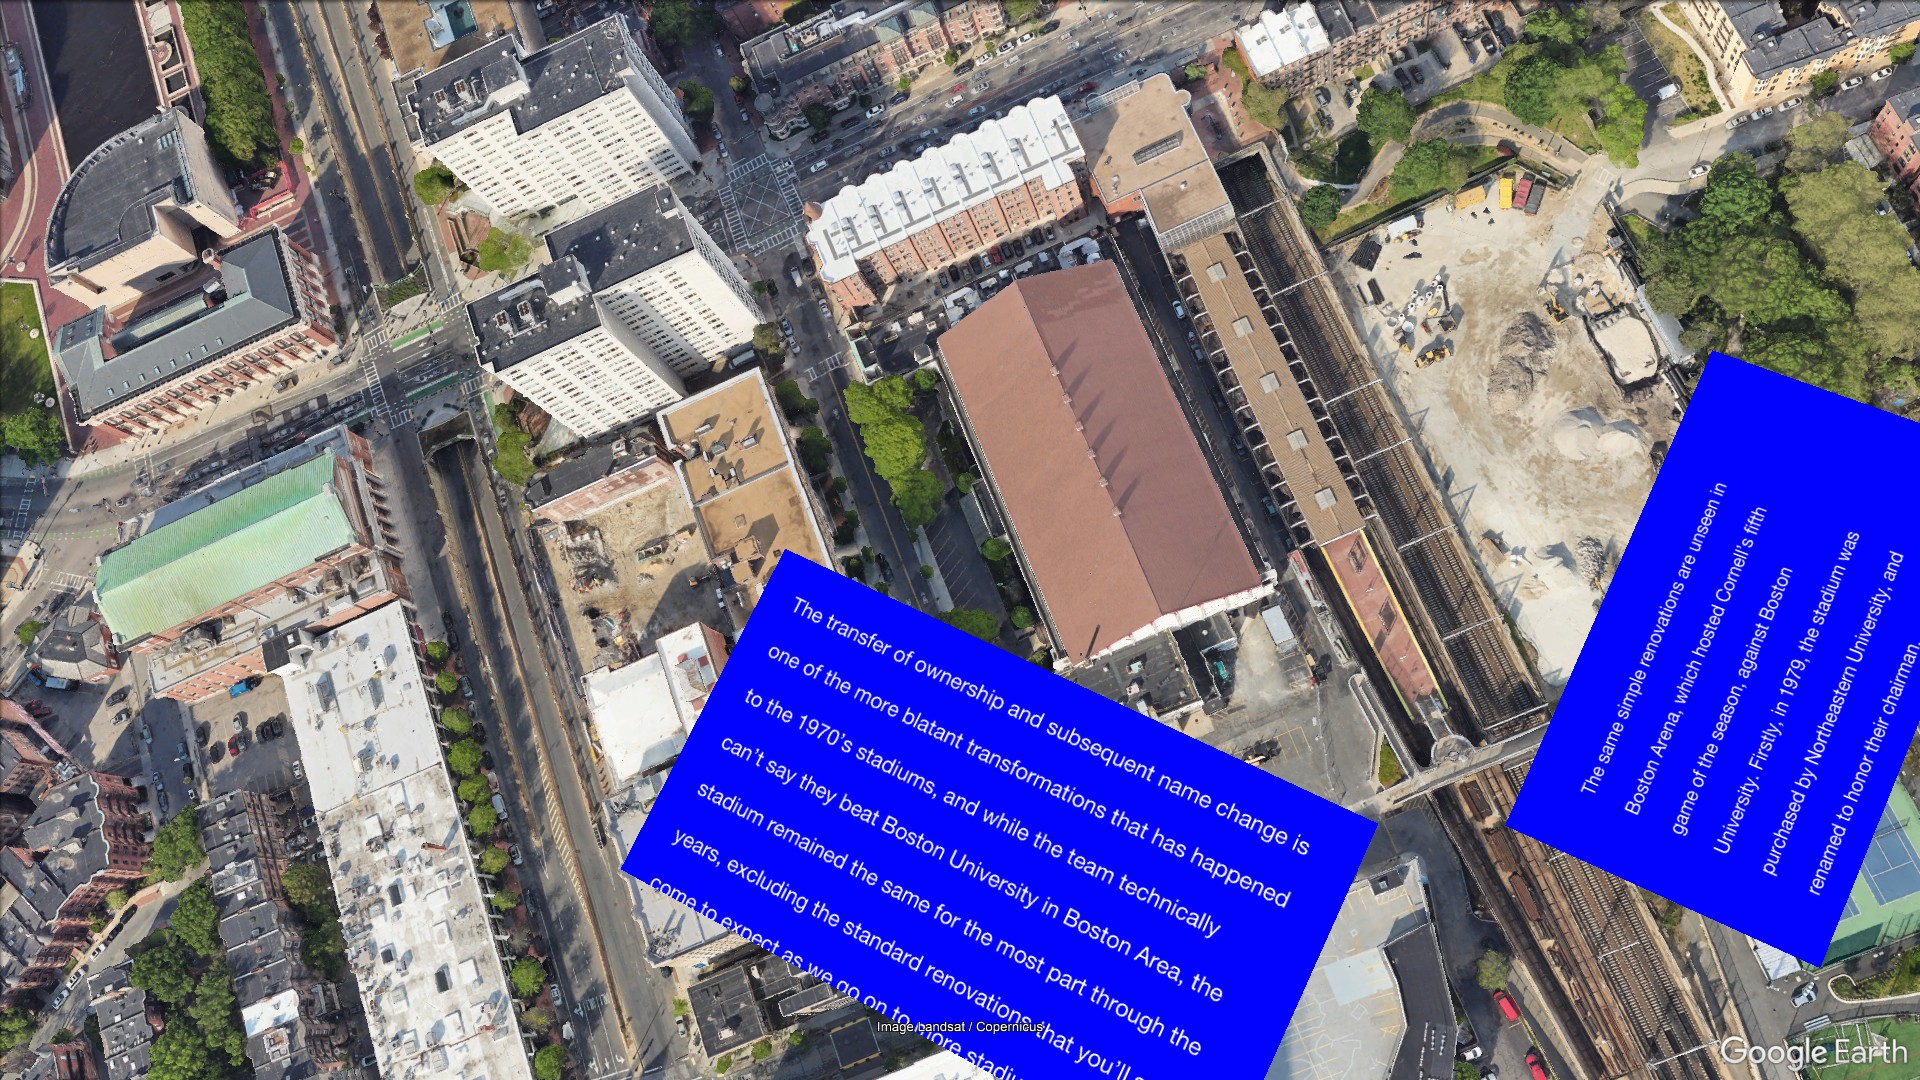 The transfer of ownership and subsequent name change is
one of the more blatant transformations that has happened
to the 1970's stadiums, and while the team technically
can't say they beat Boston University in Boston Area, the
stadium remained the same for the most part through the
years, excluding the standard renovations that you'll
come to expect as we go on to more
The same simple renovations are unseen in
Boston Arena, which hosted Cornell's fifth
game of the season, against Boston
University. Firstly, in 1979, the stadium was
purchased by Northeastern University, and
renamed to honor their chairman,
Image Landsat / Copernicus
Google Earth